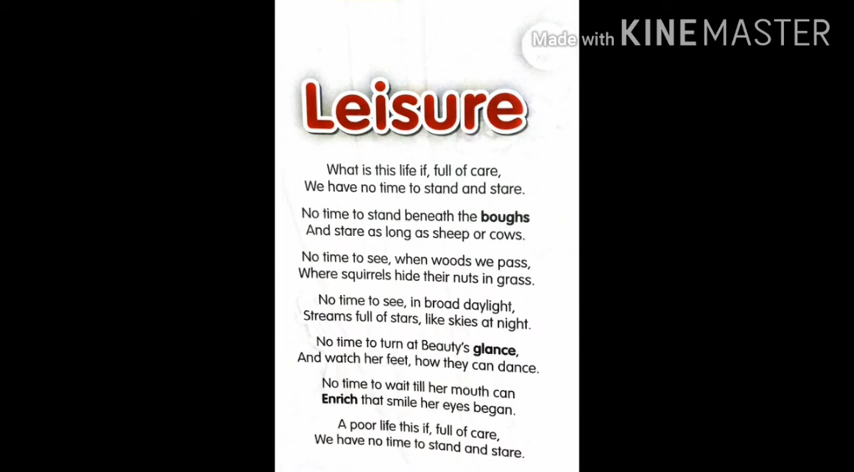 Made with KINEMASTER
Leisure
What is this life if, full of care,
We have no time to stand and stare.
No time to stand beneath the boughs
And stare as long as sheep or cows.
No time to see, when woods we pass,
Where squirrels hide their nuts in grass.
No time to see, in broad daylight,
Streams full of stars, like skies at night.
No time to turn at Beauty's glance,
And watch her feet, how they can dance.
No time to wait till her mouth can
Enrich that smile her eyes began.
A poor life this if, full of care,
We have no time to stand and stare.